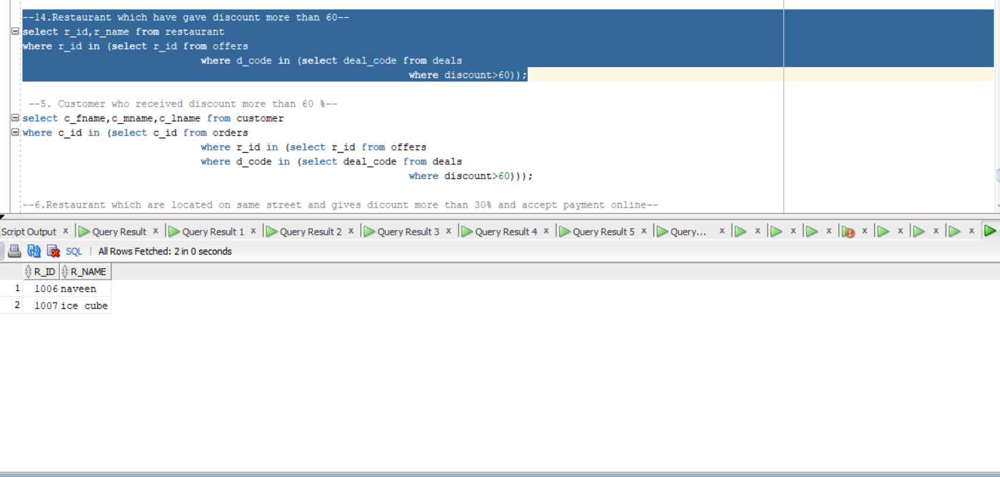 --14.Restaurant which have gave discount more than 60--
select r_id,r_name from restaurant
where r_id in (select r_id from offers
where d_code in (select deal_code from deals
where discount>60));
--5. Customer who received discount more than 60 %--
select c_fname,c_mname,c_lname from customer
where c_id in (select c_id from orders
where r_id in (select r_id from offers
where d_code in (select deal_code from deals
where discount>60)));
--6.Restaurant which are located on same street and gives dicount more than 30% and accept payment online--
Script Output x Query Result x Query Result 1 x Query Result 2 x Query Result 3 x Query Result 4 x Query Result 5 x Query... x x x x x x x x
SQL | All Rows Fetched: 2 in 0 seconds
R_ID R_NAME
1 1006 naveen
2 1007 ice cube